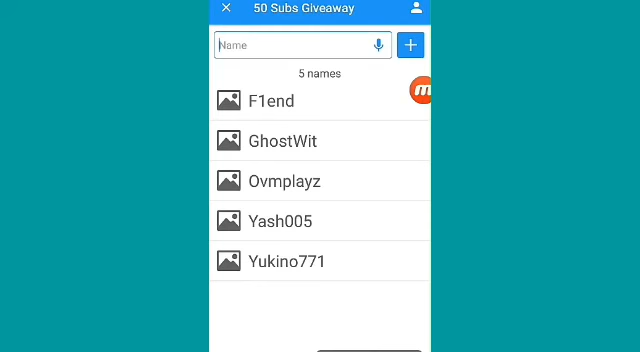 50 Subs Giveaway
Name
5 names
F1end
GhostWit
Ovmplayz
Yash005
Yukino771